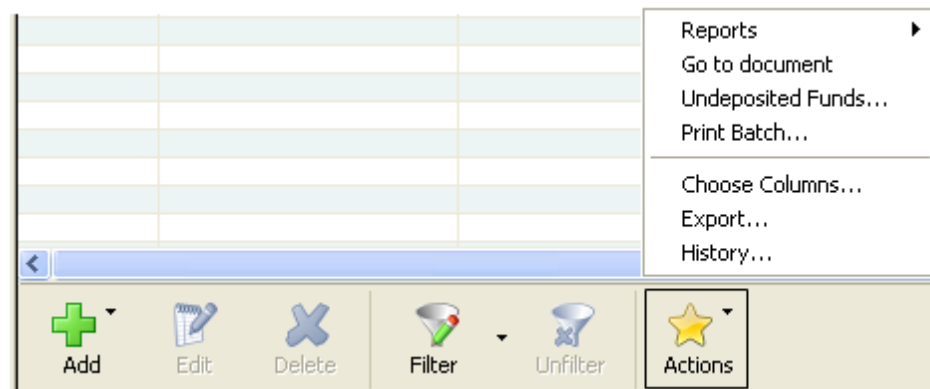 Reports
Go to document
Undeposited Funds...
Print Batch...
Choose Columns...
Export...
History...
Add
Edit
Delete
Filter
Unfilter
Actions